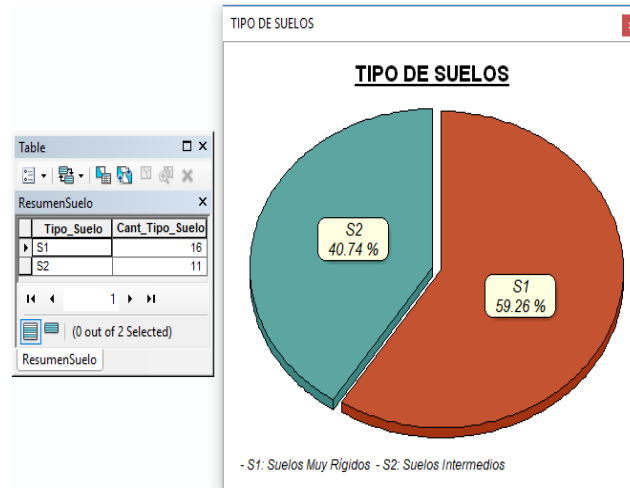 TIPO DE SUELOS
TIPO DE SUELOS
S2
40.74 %
S1
59.26 %
- S1: Suelos Muy Rígidos - S2: Suelos Intermedios
Table
ResumenSuelo
Tipo_Suelo Cant_Tipo_Suelo
S1 16
S2 11
1
(0 out of 2 Selected)
ResumenSuelo